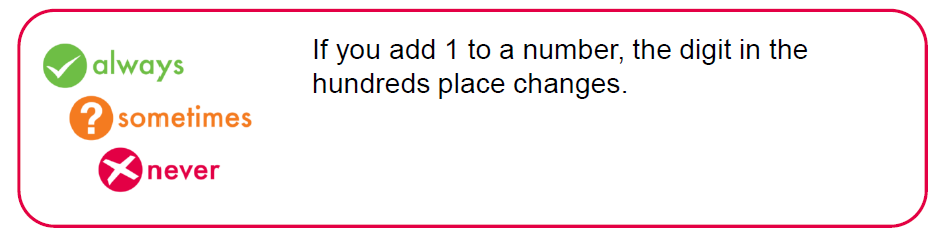 always
sometimes
never
If you add 1 to a number, the digit in the
hundreds place changes.